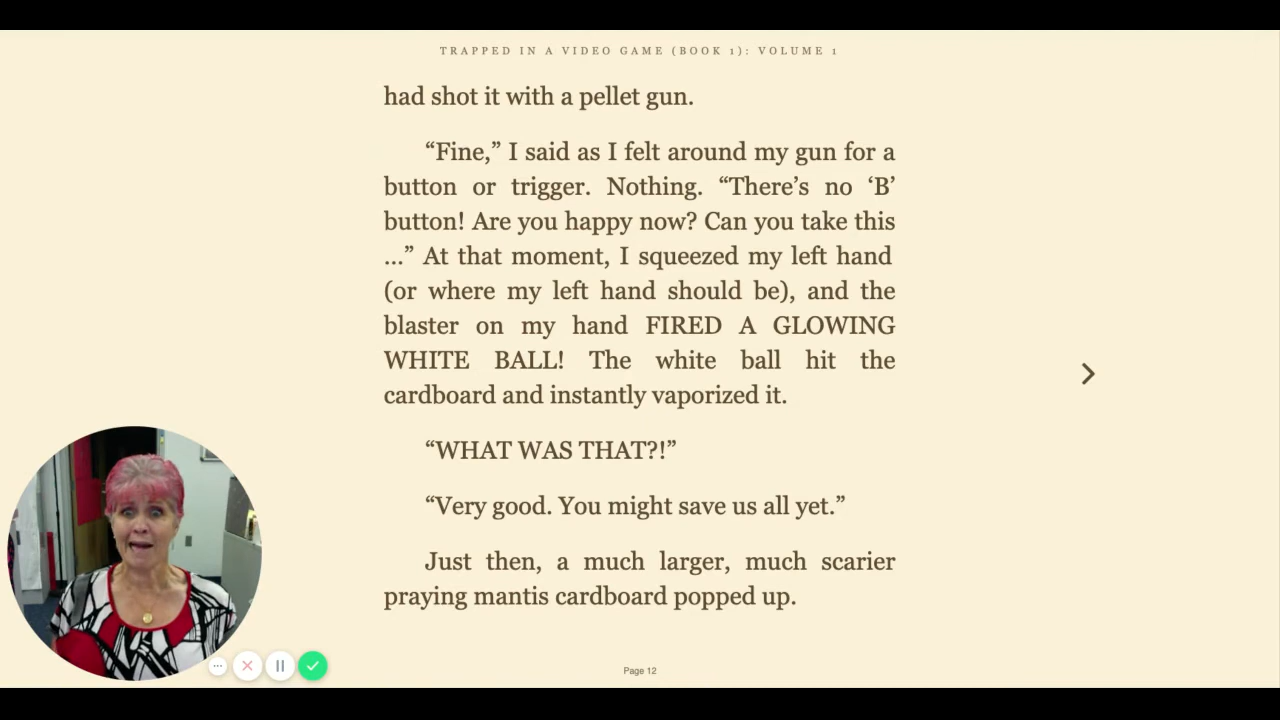 TRAPPED IN A VIDEO GAME (BOOK 1): VOLUME 1
had shot it with a pellet gun.
“Fine,” I said as I felt around my gun for a
button or trigger. Nothing. “There’s no ‘B’
button! Are you happy now? Can you take this
…” At that moment, I squeezed my left hand
(or where my left hand should be), and the
blaster on my hand FIRED A GLOWING
WHITE BALL! The white ball hit the
cardboard and instantly vaporized it.
“WHAT WAS THAT?!”
“Very good. You might save us all yet.”
Just then, a much larger, much scarier
praying mantis cardboard popped up.
Page 12